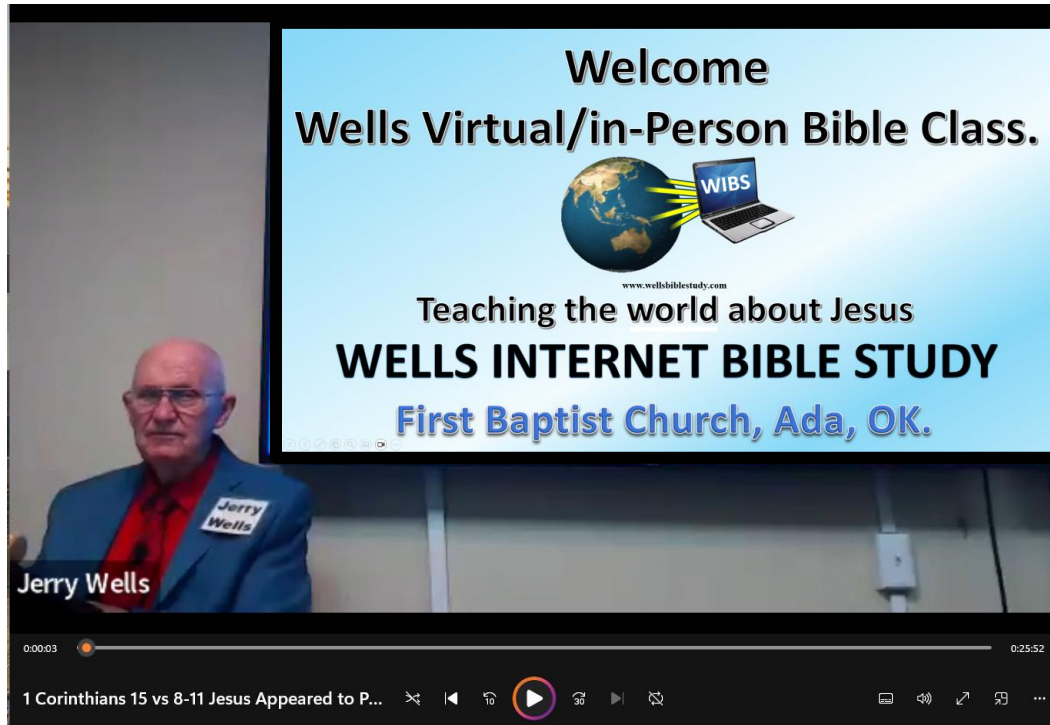 Welcome
Wells Virtual/in-Person Bible Class.
WIBS
www.wellsbiblestudy.com
Teaching the world about Jesus
WELLS INTERNET BIBLE STUDY
First Baptist Church, Ada, OK.
Jerry
Wells
Jerry Wells
0:00:03
0:25:52
1 Corinthians 15 vs 8-11 Jesus Appeared to P...
10
30